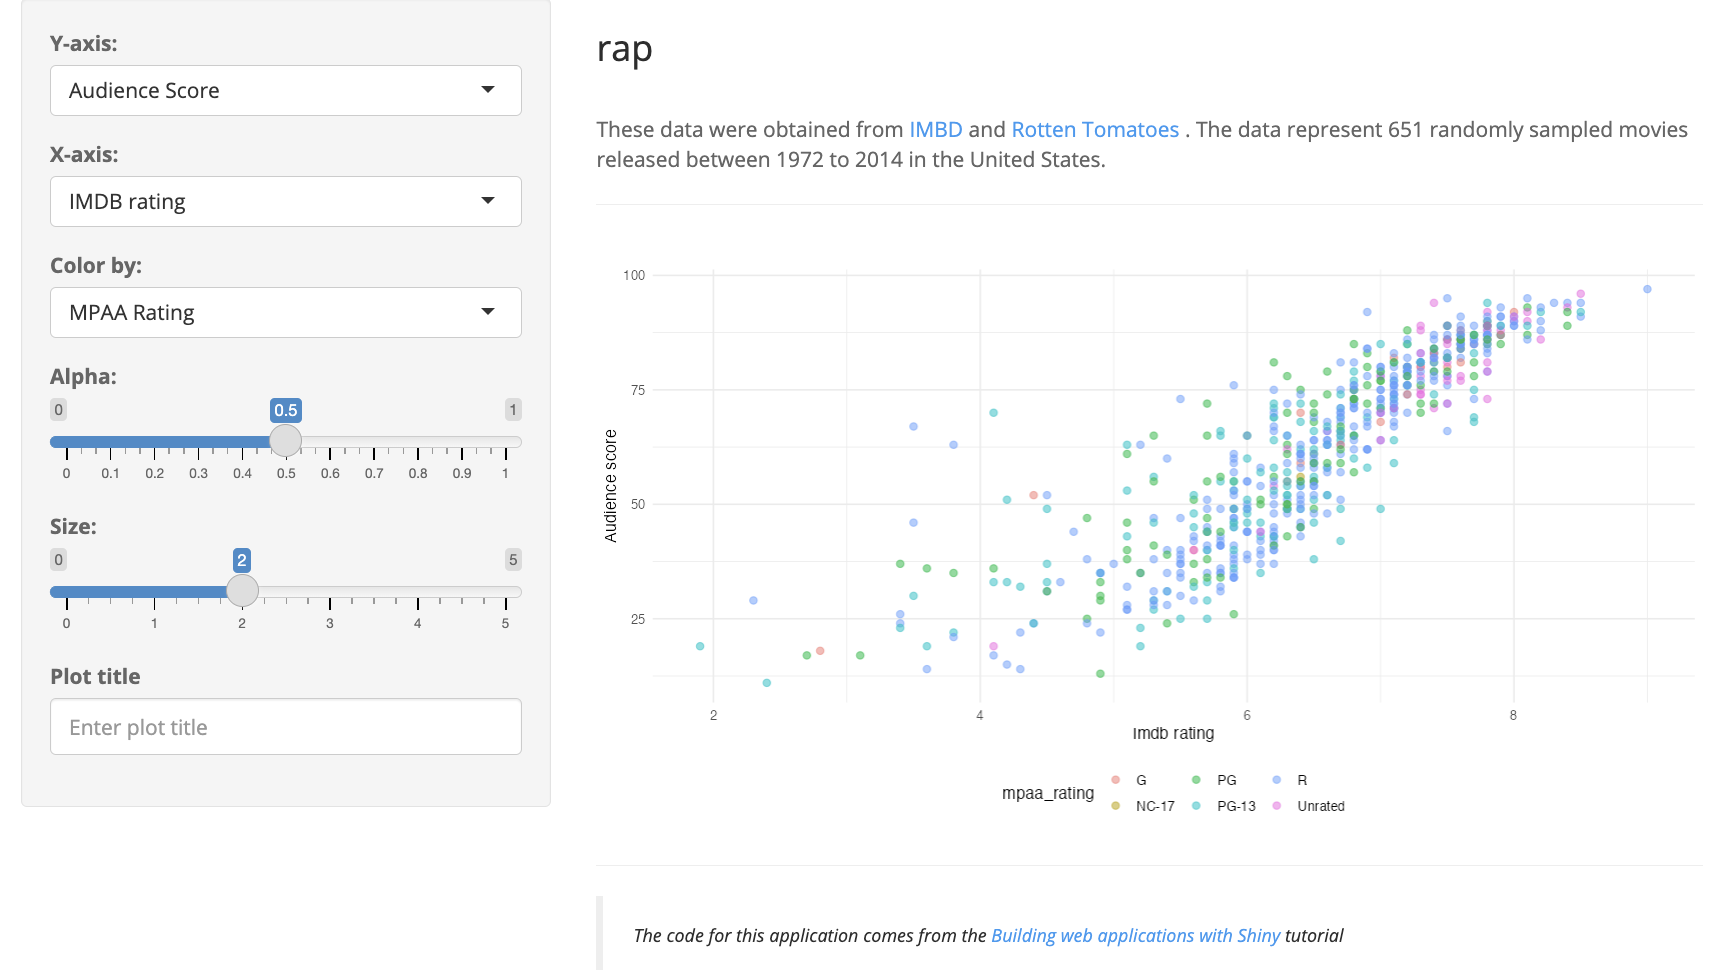 Y-axis:
Audience Score
X-axis:
IMDB rating
Color by:
MPAA Rating
Alpha:
0 0.5 1
0 0.1 0.2 0.3 0.4 0.5 0.6 0.7 0.8 0.9 1
Size:
0 2 5
0 1 2 3 4 5
Plot title
Enter plot title
rap
These data were obtained from IMBD and Rotten Tomatoes . The data represent 651 randomly sampled movies
released between 1972 to 2014 in the United States.
100
75
50
25
Audience score
2 4 6 8
Imdb rating
mpaa_rating
G PG R
NC-17 PG-13 Unrated
The code for this application comes from the Building web applications with Shiny tutorial